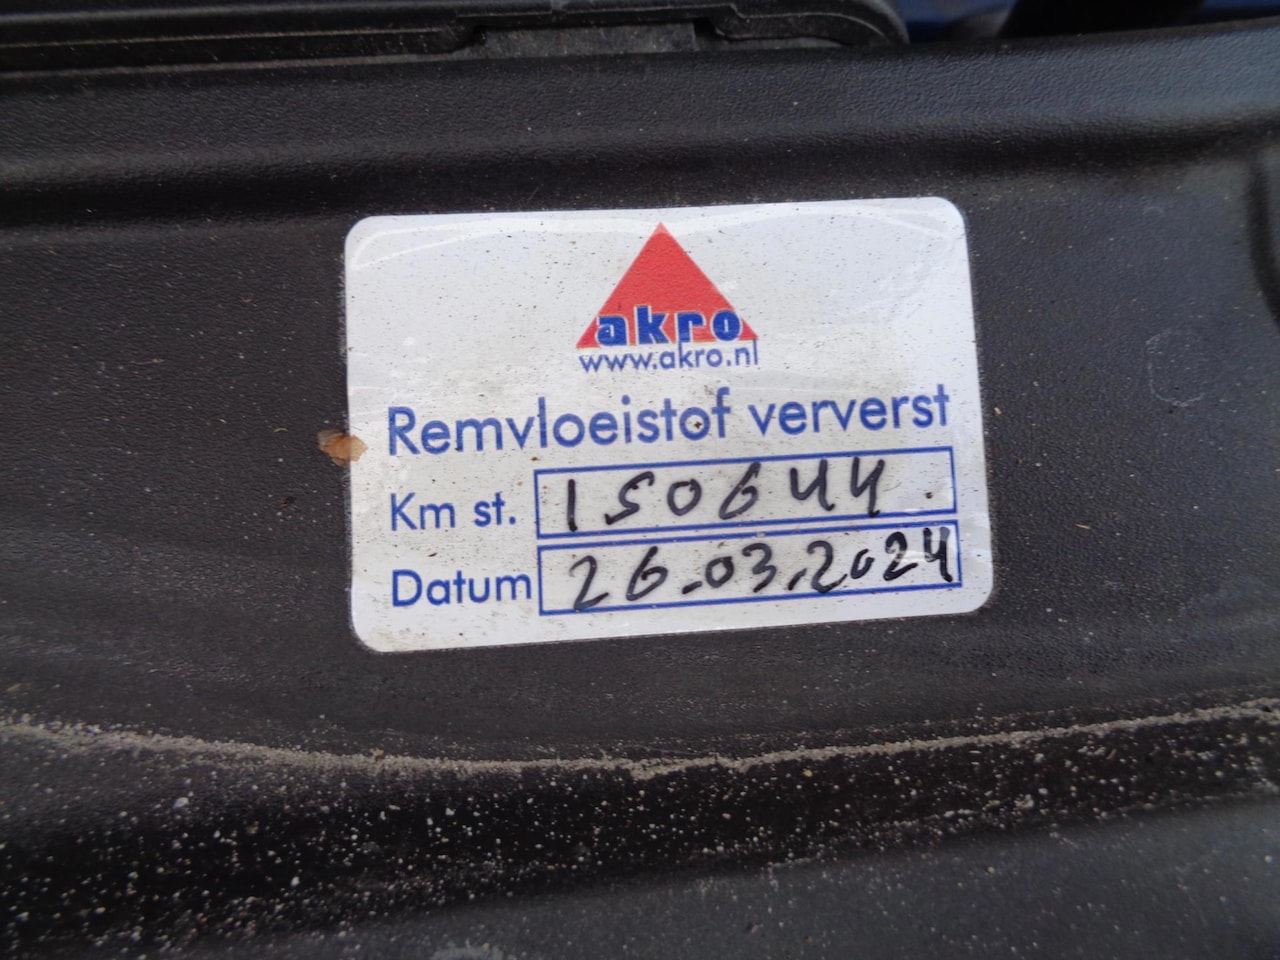 akro
www.akro.nl
Remvloeistof ververst
Km st. 150644
Datum 26-03.2024